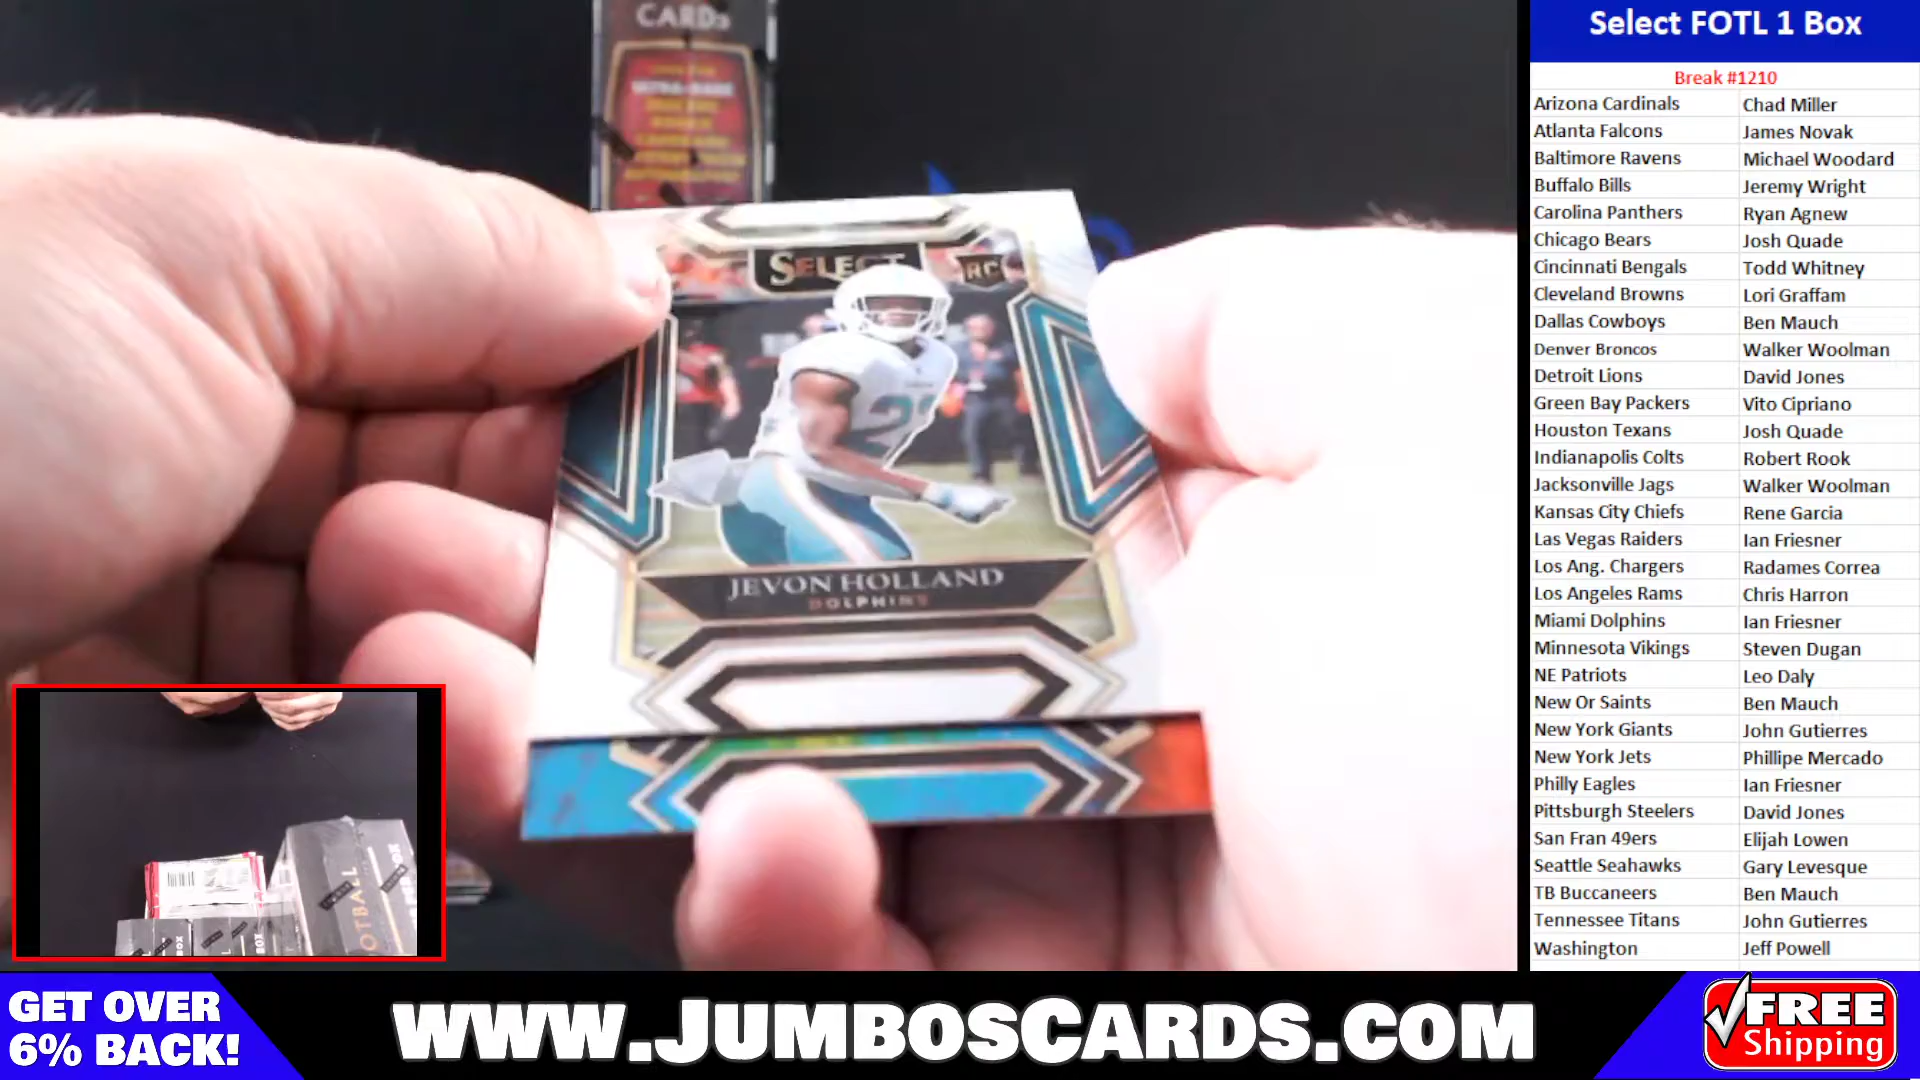 CARDS
SELECT
RC
JEVON HOLLAND
DOLPHINS
Select FOTL 1 Box
Break #1210
Arizona Cardinals Chad Miller
Atlanta Falcons James Novak
Baltimore Ravens Michael Woodard
Buffalo Bills Jeremy Wright
Carolina Panthers Ryan Agnew
Chicago Bears Josh Quade
Cincinnati Bengals Todd Whitney
Cleveland Browns Lori Graffam
Dallas Cowboys Ben Mauch
Denver Broncos Walker Woolman
Detroit Lions David Jones
Green Bay Packers Vito Cipriano
Houston Texans Josh Quade
Indianapolis Colts Robert Rook
Jacksonville Jags Walker Woolman
Kansas City Chiefs Rene Garcia
Las Vegas Raiders Ian Friesner
Los Ang. Chargers Radames Correa
Los Angeles Rams Chris Harron
Miami Dolphins Ian Friesner
Minnesota Vikings Steven Dugan
NE Patriots Leo Daly
New Or Saints Ben Mauch
New York Giants John Gutierres
New York Jets Phillipe Mercado
Philly Eagles Ian Friesner
Pittsburgh Steelers David Jones
San Fran 49ers Elijah Lowen
Seattle Seahawks Gary Levesque
TB Buccaneers Ben Mauch
Tennessee Titans John Gutierres
Washington Jeff Powell
GET OVER
6% BACK!
WWW.JUMBOSCARDS.COM
FREE
Shipping